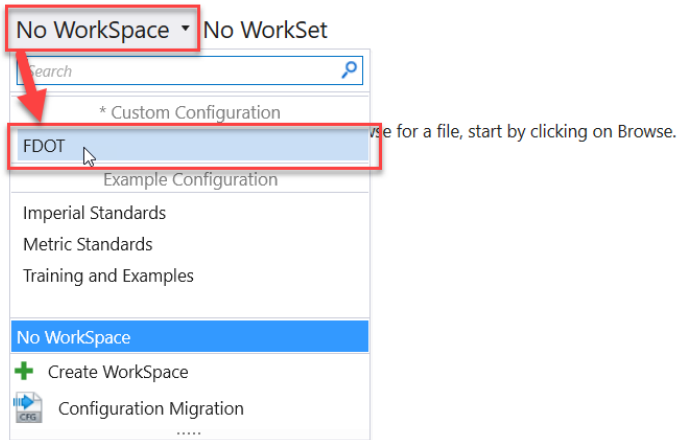 No WorkSpace No WorkSet
Search
* Custom Configuration
FDOT
se for a file, start by clicking on Browse.
Example Configuration
Imperial Standards
Metric Standards
Training and Examples
No WorkSpace
Create WorkSpace
CFG
Configuration Migration
.....